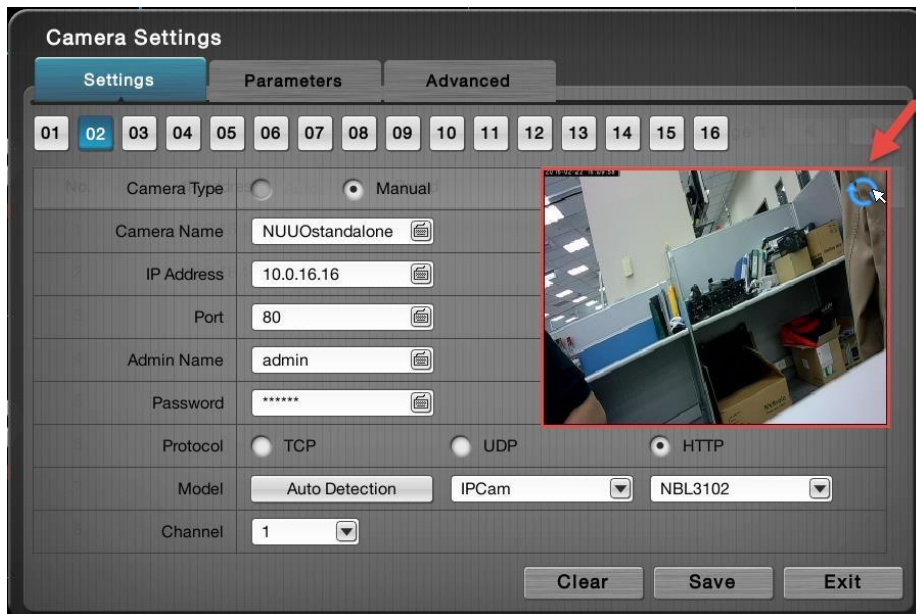 Camera Settings
Settings Parameters Advanced
01 02 03 04 05 06 07 08 09 10 11 12 13 14 15 16
Camera Type Manual
Camera Name NUUOstandalone
IP Address 10.0.16.16
Port 80
Admin Name admin
Password ******
Protocol TCP UDP HTTP
Model Auto Detection IPCam NBL3102
Channel 1
Clear Save Exit